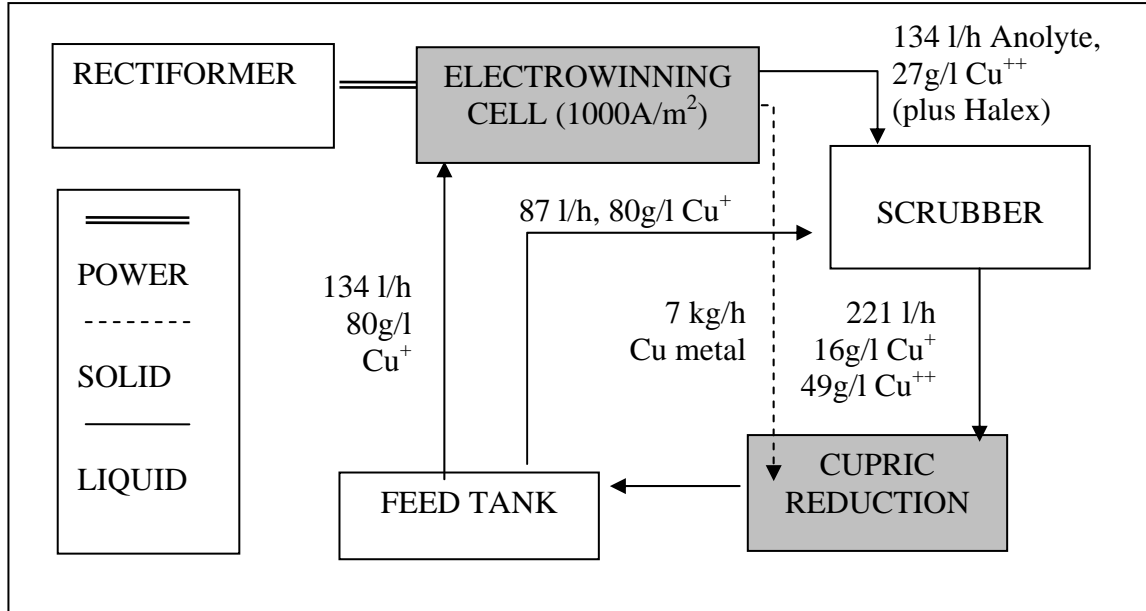 RECTIFORMER
ELECTROWINNING
CELL (1000A/m²)
134 l/h Anolyte,
27g/l Cu⁺⁺
(plus Halex)
SCRUBBER
87 l/h, 80g/l Cu⁺
POWER
SOLID
LIQUID
134 l/h
80g/l
Cu⁺
7 kg/h
Cu metal
221 l/h
16g/l Cu⁺
49g/l Cu⁺⁺
FEED TANK
CUPRIC
REDUCTION